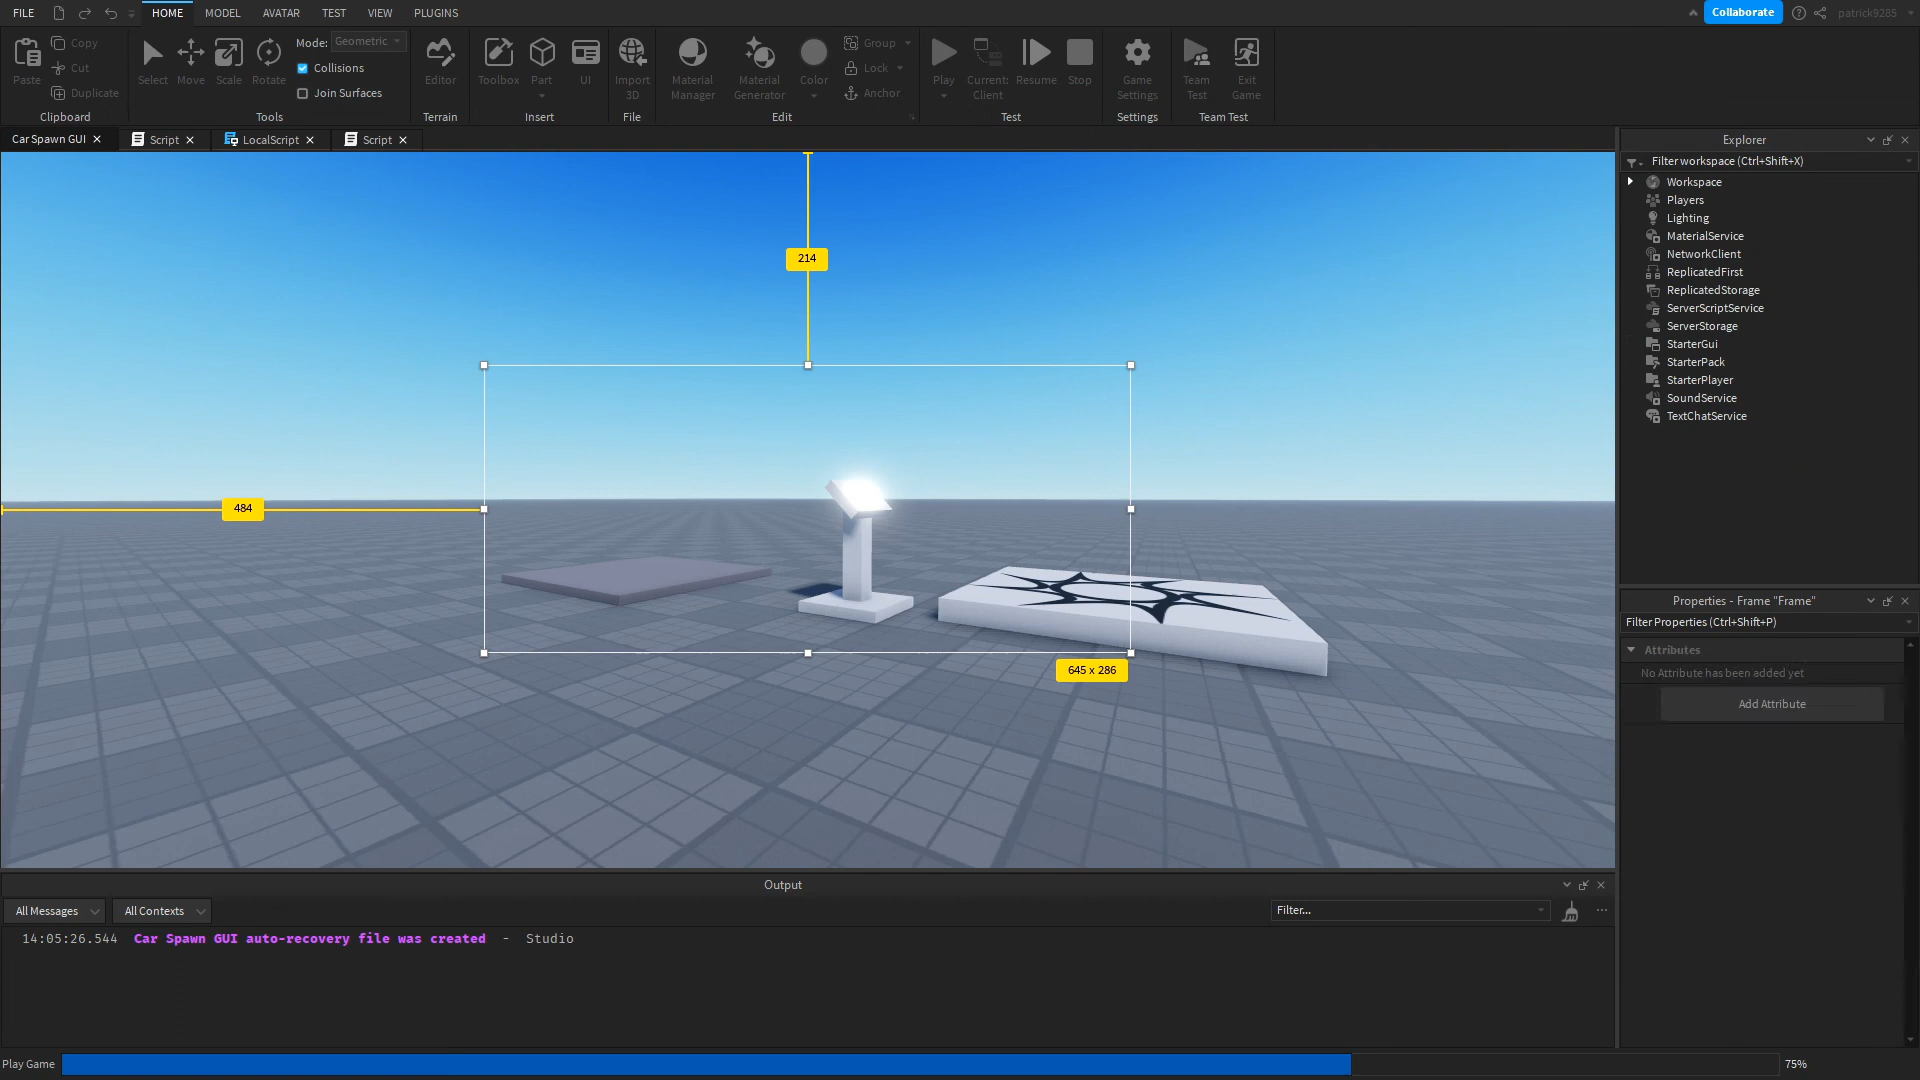 FILE HOME MODEL AVATAR TEST VIEW PLUGINS Collaborate patrick9285
Paste Copy Cut Duplicate Clipboard
Select Move Scale Rotate Mode: Geometric Collisions Join Surfaces Tools
Editor Terrain
Toolbox Part UI Insert
Import 3D File
Material Manager Material Generator Color Group Lock Anchor Edit
Play Current: Client Resume Stop Test
Game Settings Settings
Team Test Exit Game Team Test
Car Spawn GUI Script LocalScript Script
214
484
645 x 286
Explorer
Filter workspace (Ctrl+Shift+X)
Workspace
Players
Lighting
MaterialService
NetworkClient
ReplicatedFirst
ReplicatedStorage
ServerScriptService
ServerStorage
StarterGui
StarterPack
StarterPlayer
SoundService
TextChatService
Properties - Frame "Frame"
Filter Properties (Ctrl+Shift+P)
Attributes
No Attribute has been added yet
Add Attribute
Output
All Messages All Contexts Filter...
14:05:26.544 Car Spawn GUI auto-recovery file was created - Studio
Play Game 75%